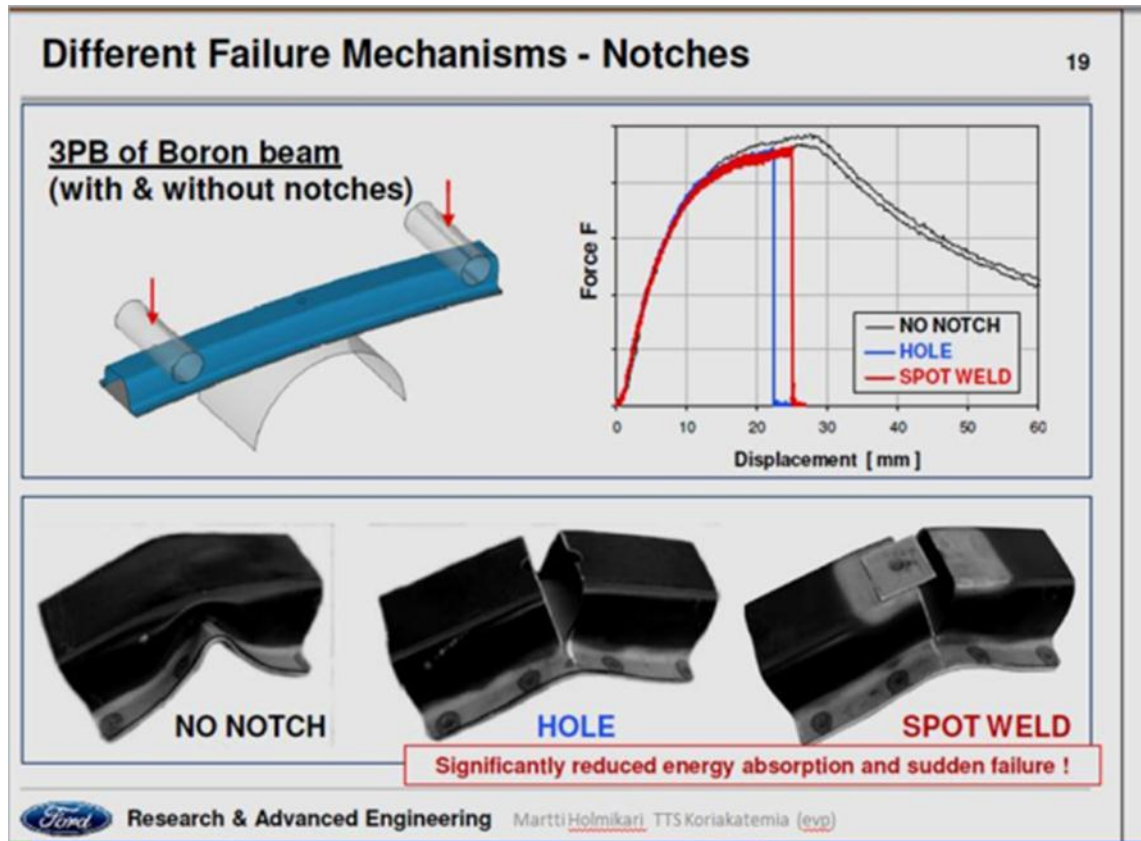 Different Failure Mechanisms - Notches
19
3PB of Boron beam
(with & without notches)
Force F
NO NOTCH
HOLE
SPOT WELD
0 10 20 30 40 50 60
Displacement [ mm ]
NO NOTCH
HOLE
SPOT WELD
Significantly reduced energy absorption and sudden failure !
Ford
Research & Advanced Engineering
Martti Holmikari TTS Koriakatemia (evp)